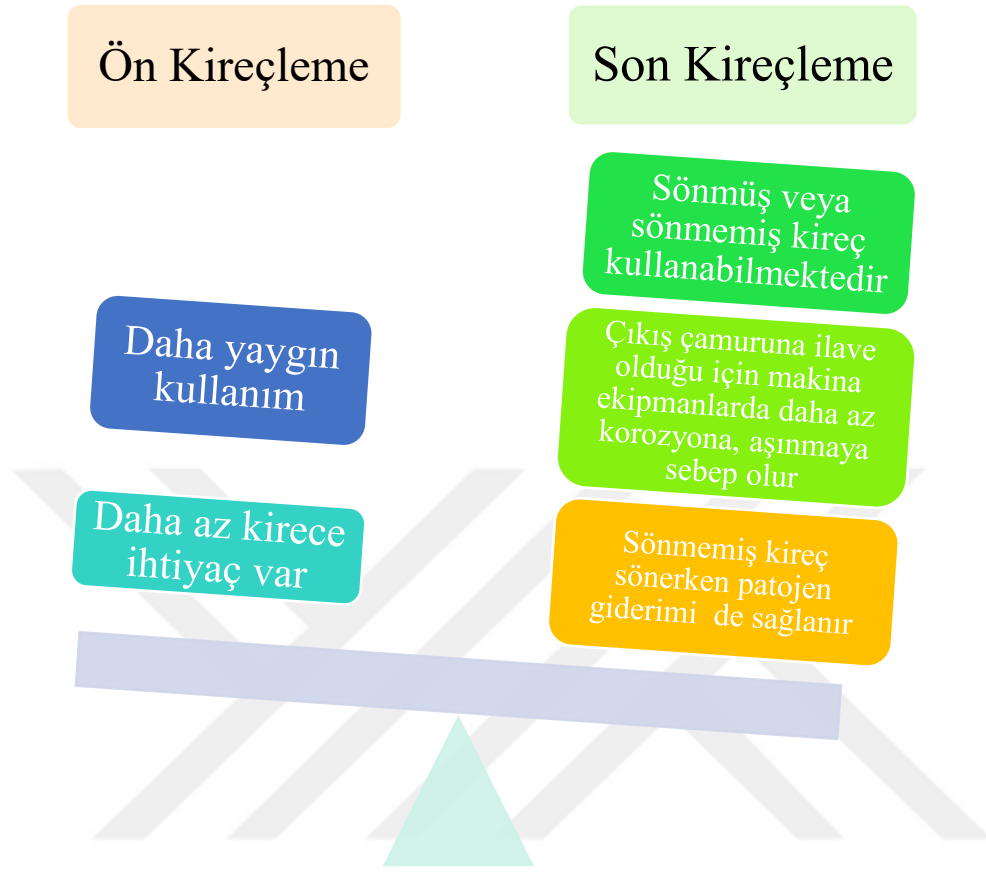 Ön Kireçleme
Daha yaygın
kullanım
Daha az kirece
ihtiyaç var
Son Kireçleme
Sönmüş veya
sönmemiş kireç
kullanabilmektedir
Çıkış çamuruna ilave
olduğu için makina
ekipmanlarda daha az
korozyona, aşınmaya
sebep olur
Sönmemiş kireç
sönerken patojen
giderimi  de sağlanır